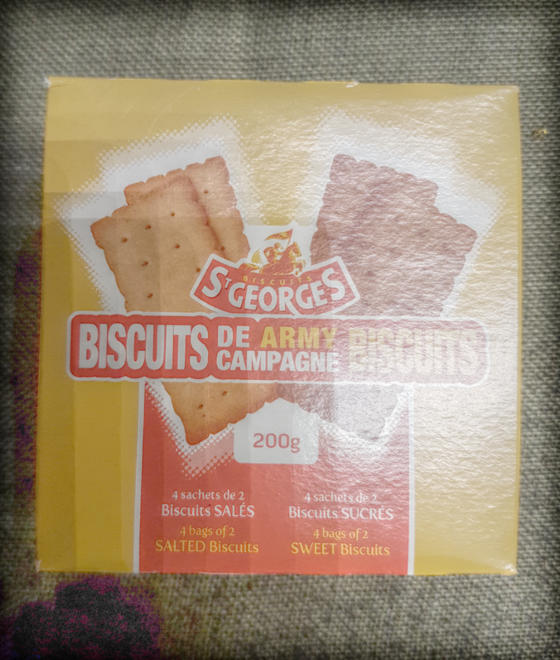 BISCUITS
ST GEORGES
BISCUITS DE CAMPAGNE ARMY BISCUITS
200g
4 sachets de 2
Biscuits SALÉS
4 bags of 2
SALTED Biscuits
4 sachets de 2
Biscuits SUCRÉS
4 bags of 2
SWEET Biscuits